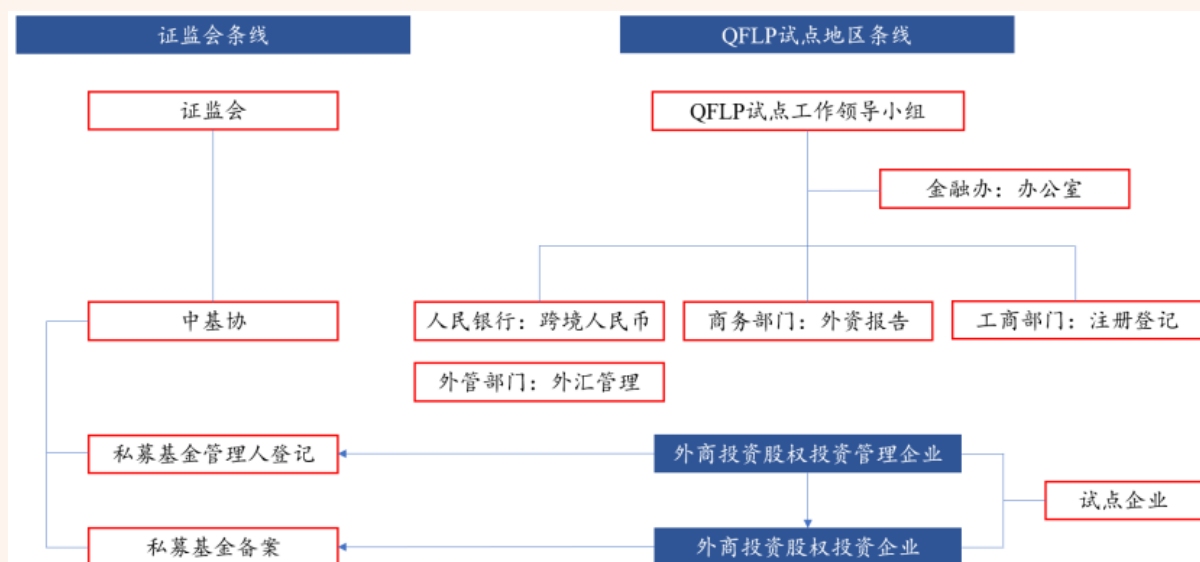 证监会条线
QFLP试点地区条线
证监会
QFLP试点工作领导小组
金融办：办公室
中基协
人民银行：跨境人民币
商务部门：外资报告
工商部门：注册登记
外管部门：外汇管理
私募基金管理人登记
外商投资股权投资管理企业
试点企业
私募基金备案
外商投资股权投资企业